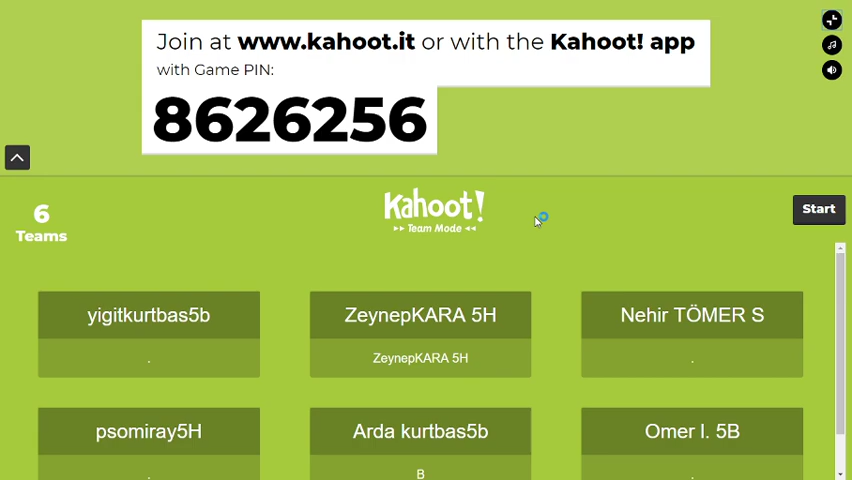 Join at www.kahoot.it or with the Kahoot! app
with Game PIN:
8626256
6
Teams
Kahoot!
Team Mode
Start
yigitkurtbas5b
.
ZeynepKARA 5H
ZeynepKARA 5H
Nehir TÖMER S
.
psomiray5H
.
Arda kurtbas5b
B
Omer I. 5B
.